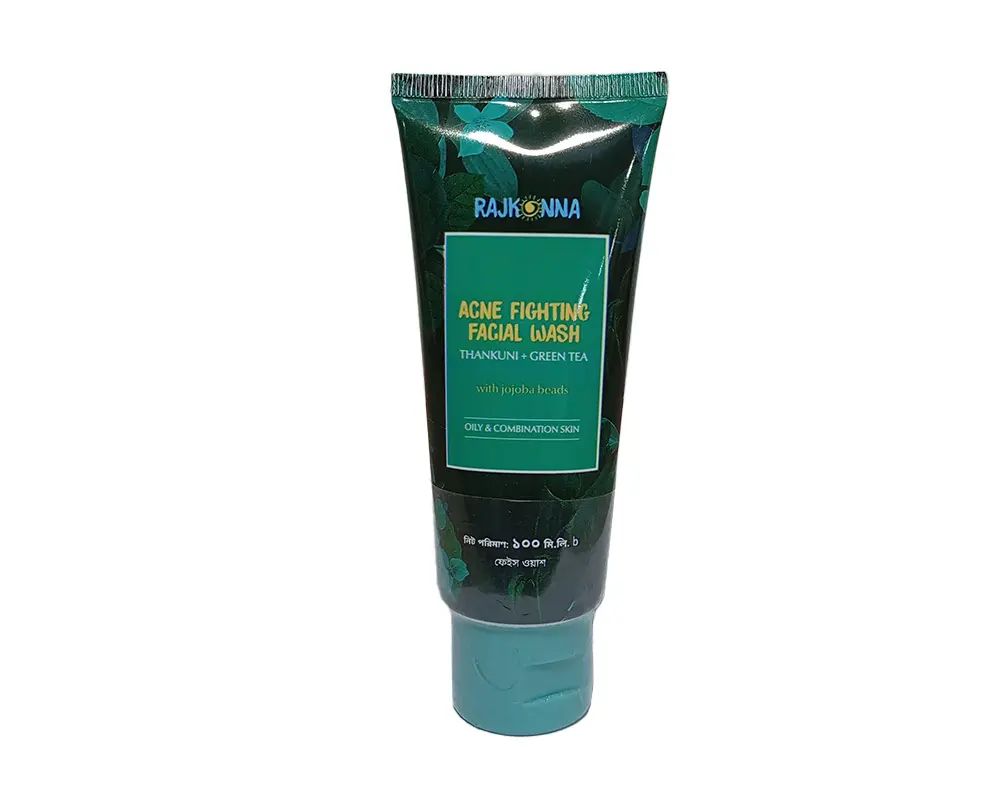 RAJKONNA
ACNE FIGHTING
FACIAL WASH
THANKUNI + GREEN TEA
with jojoba beads
OILY & COMBINATION SKIN
নিট পরিমাণ: ১০০ মি.লি. ৳
ফেইস ওয়াশ